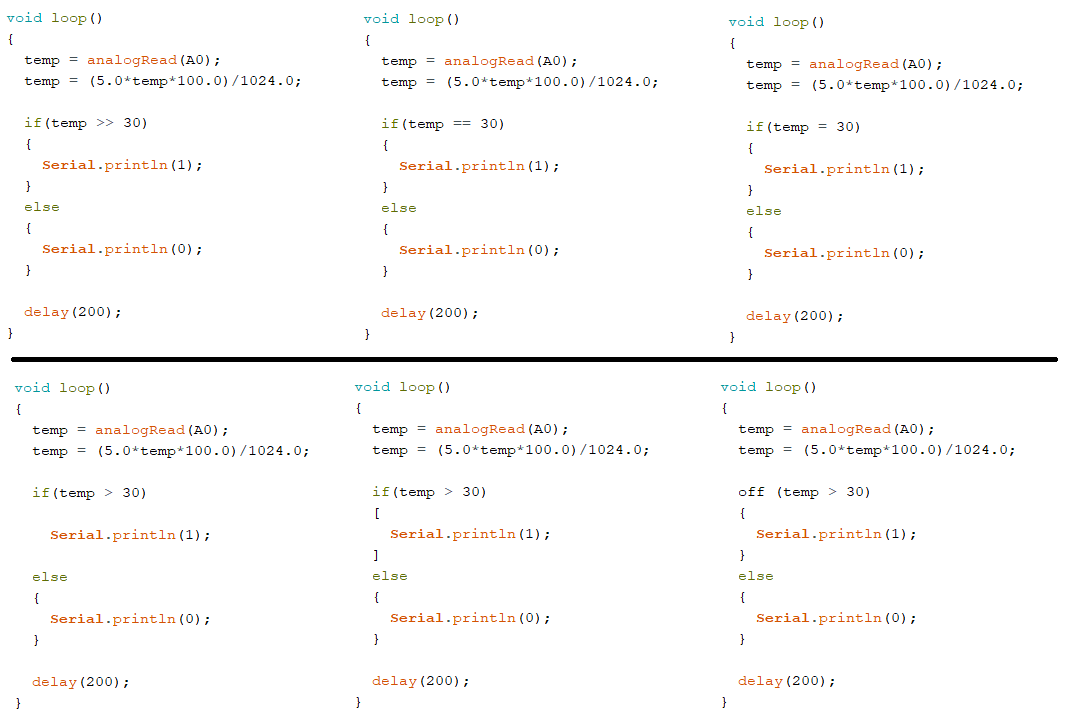 void loop()
{
  temp = analogRead(A0);
  temp = (5.0*temp*100.0)/1024.0;
  if(temp >> 30)
  {
    Serial.println(1);
  }
  else
  {
    Serial.println(0);
  }
  delay(200);
}
void loop()
{
  temp = analogRead(A0);
  temp = (5.0*temp*100.0)/1024.0;
  if(temp == 30)
  {
    Serial.println(1);
  }
  else
  {
    Serial.println(0);
  }
  delay(200);
}
void loop()
{
  temp = analogRead(A0);
  temp = (5.0*temp*100.0)/1024.0;
  if(temp = 30)
  {
    Serial.println(1);
  }
  else
  {
    Serial.println(0);
  }
  delay(200);
}
void loop()
{
  temp = analogRead(A0);
  temp = (5.0*temp*100.0)/1024.0;
  if(temp > 30)
    Serial.println(1);
  else
  {
    Serial.println(0);
  }
  delay(200);
}
void loop()
{
  temp = analogRead(A0);
  temp = (5.0*temp*100.0)/1024.0;
  if(temp > 30)
  [
    Serial.println(1);
  ]
  else
  {
    Serial.println(0);
  }
  delay(200);
}
void loop()
{
  temp = analogRead(A0);
  temp = (5.0*temp*100.0)/1024.0;
  off (temp > 30)
  {
    Serial.println(1);
  }
  else
  {
    Serial.println(0);
  }
  delay(200);
}